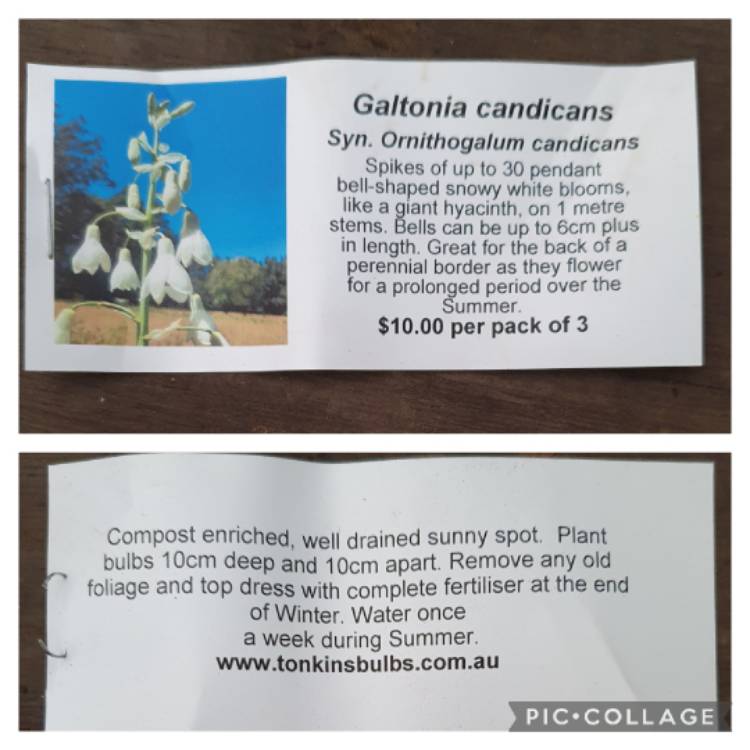 Galtonia candicans
Syn. Ornithogalum candicans
Spikes of up to 30 pendant
bell-shaped snowy white blooms,
like a giant hyacinth, on 1 metre
stems. Bells can be up to 6cm plus
in length. Great for the back of a
perennial border as they flower
for a prolonged period over the
Summer.
$10.00 per pack of 3
Compost enriched, well drained sunny spot. Plant
bulbs 10cm deep and 10cm apart. Remove any old
foliage and top dress with complete fertiliser at the end
of Winter. Water once
a week during Summer.
www.tonkinsbulbs.com.au
PIC•COLLAGE